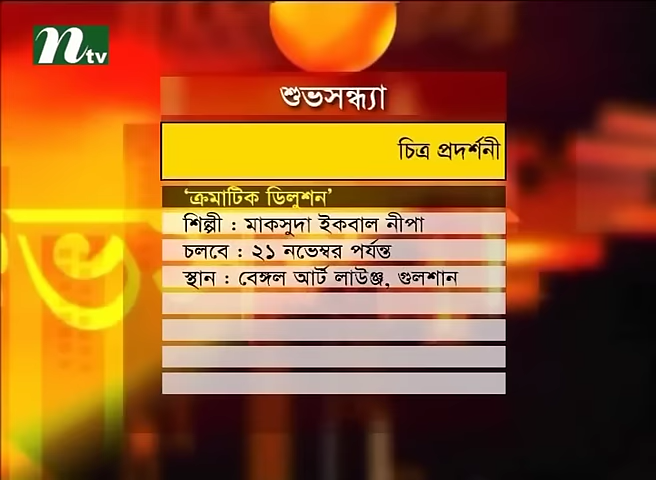 ntv
শুভসন্ধ্যা
চিত্র প্রদর্শনী
‘ক্রমাটিক ডিলুশন’
শিল্পী : মাকসুদা ইকবাল নীপা
চলবে : ২১ নভেম্বর পর্যন্ত
স্থান : বেঙ্গল আর্ট লাউঞ্জ, গুলশান